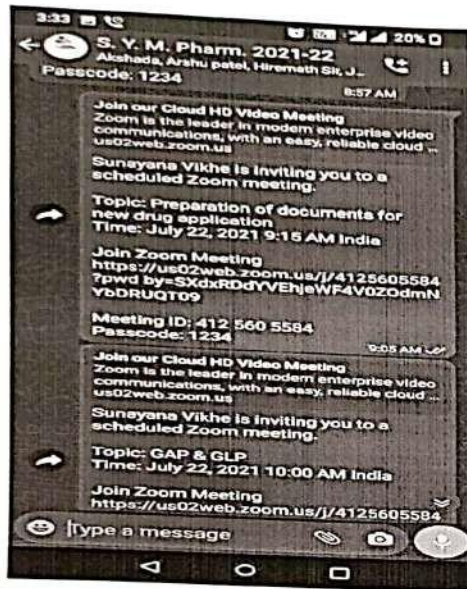 3:33
20%
S. Y. M. Pharm. 2021-22
Akshada, Arshu patel, Hiremath Sir, J...
Passcode: 1234
8:57 AM
Join our Cloud HD Video Meeting
Zoom is the leader in modern enterprise video
communications, with an easy, reliable cloud ...
us02web.zoom.us
Sunayana Vikhe is inviting you to a
scheduled Zoom meeting.
Topic: Preparation of documents for
new drug application
Time: July 22, 2021 9:15 AM India
Join Zoom Meeting
https://us02web.zoom.us/j/4125605584
?pwd by=SXdxRDdYVEhjeWF4V0ZOdmN
YbDRUQT09
Meeting ID: 412 560 5584
Passcode: 1234
9:05 AM
Join our Cloud HD Video Meeting
Zoom is the leader in modern enterprise video
communications, with an easy, reliable cloud ...
us02web.zoom.us
Sunayana Vikhe is inviting you to a
scheduled Zoom meeting.
Topic: GAP & GLP
Time: July 22, 2021 10:00 AM India
Join Zoom Meeting
https://us02web.zoom.us/j/4125605584
Type a message